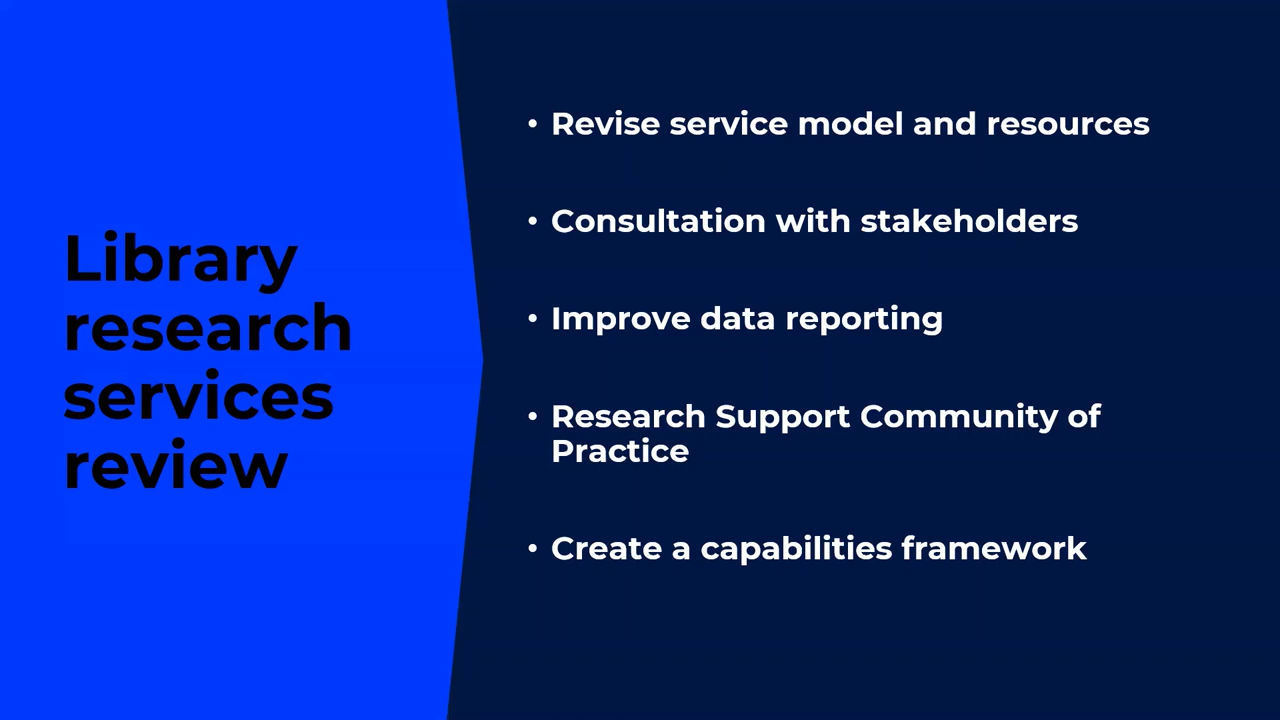 Library
research
services
review
• Revise service model and resources
• Consultation with stakeholders
• Improve data reporting
• Research Support Community of
Practice
• Create a capabilities framework